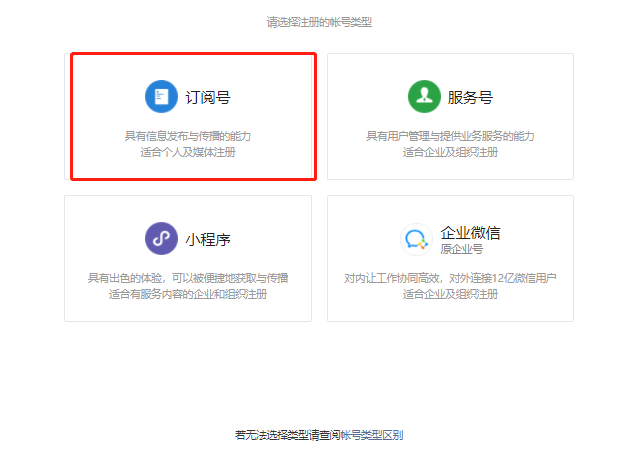 请选择注册的帐号类型
订阅号
具有信息发布与传播的能力
适合个人及媒体注册
服务号
具有用户管理与提供业务服务的能力
适合企业及组织注册
小程序
具有出色的体验，可以被便捷地获取与传播
适合有服务内容的企业和组织注册
企业微信
原企业号
对内让工作协同高效，对外连接12亿微信用户
适合企业及组织注册
若无法选择类型请查阅帐号类型区别